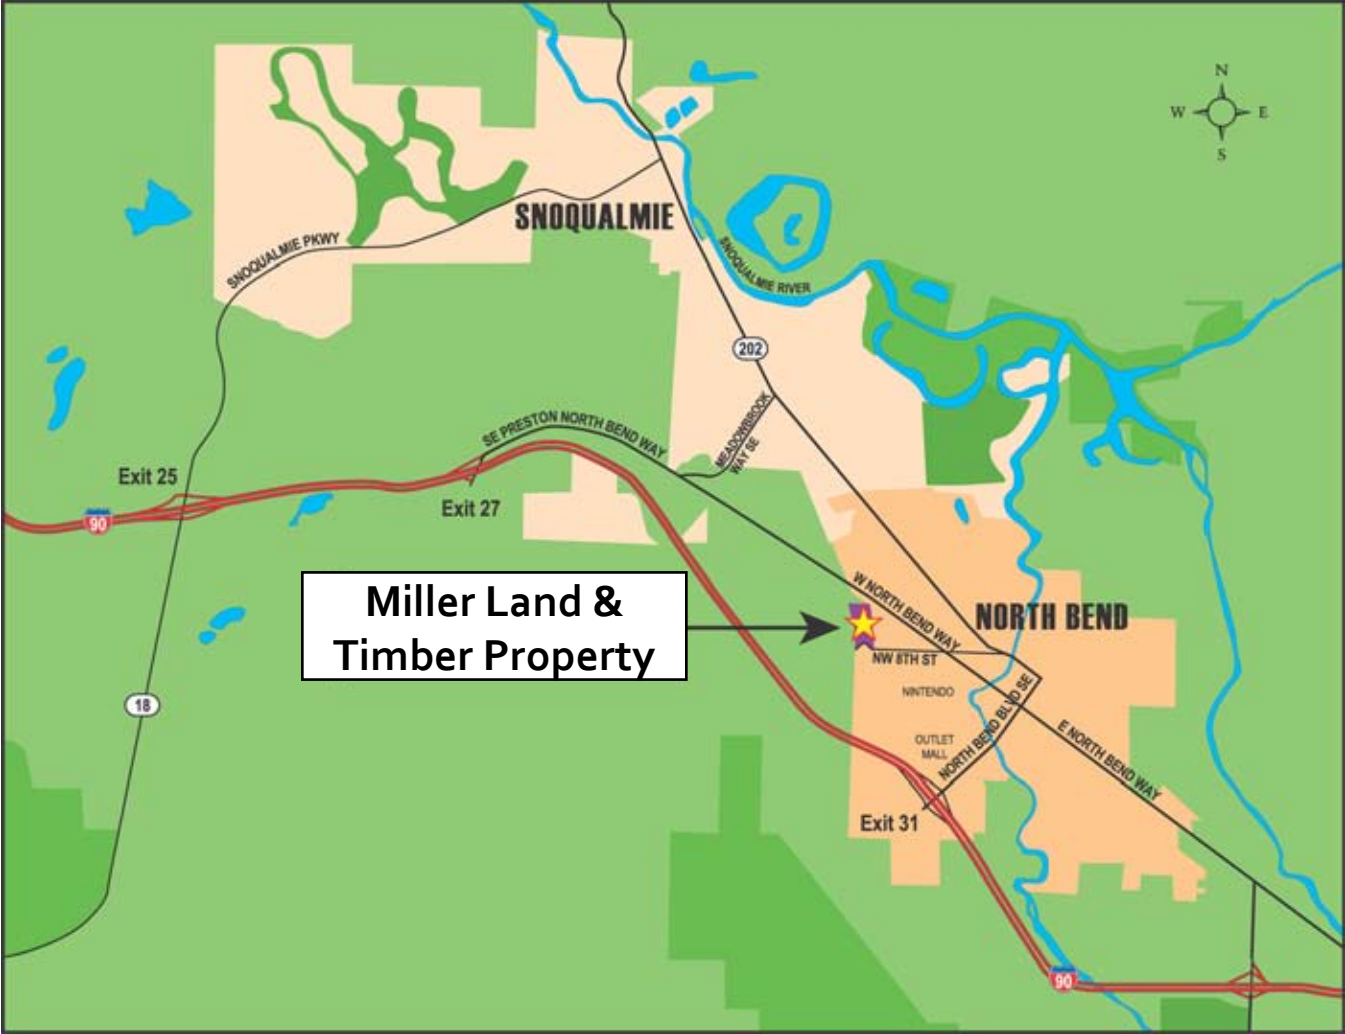 N
W E
S
SNOQUALMIE
SNOQUALMIE PKWY
SNOQUALMIE RIVER
202
MEADOWBROOK
WAY SE
SE PRESTON NORTH BEND WAY
Exit 25
Exit 27
90
Miller Land &
Timber Property
W NORTH BEND WAY
NORTH BEND
NW 8TH ST
NINTENDO
18
NORTH BEND BLVD SE
OUTLET
MALL
E NORTH BEND WAY
Exit 31
90